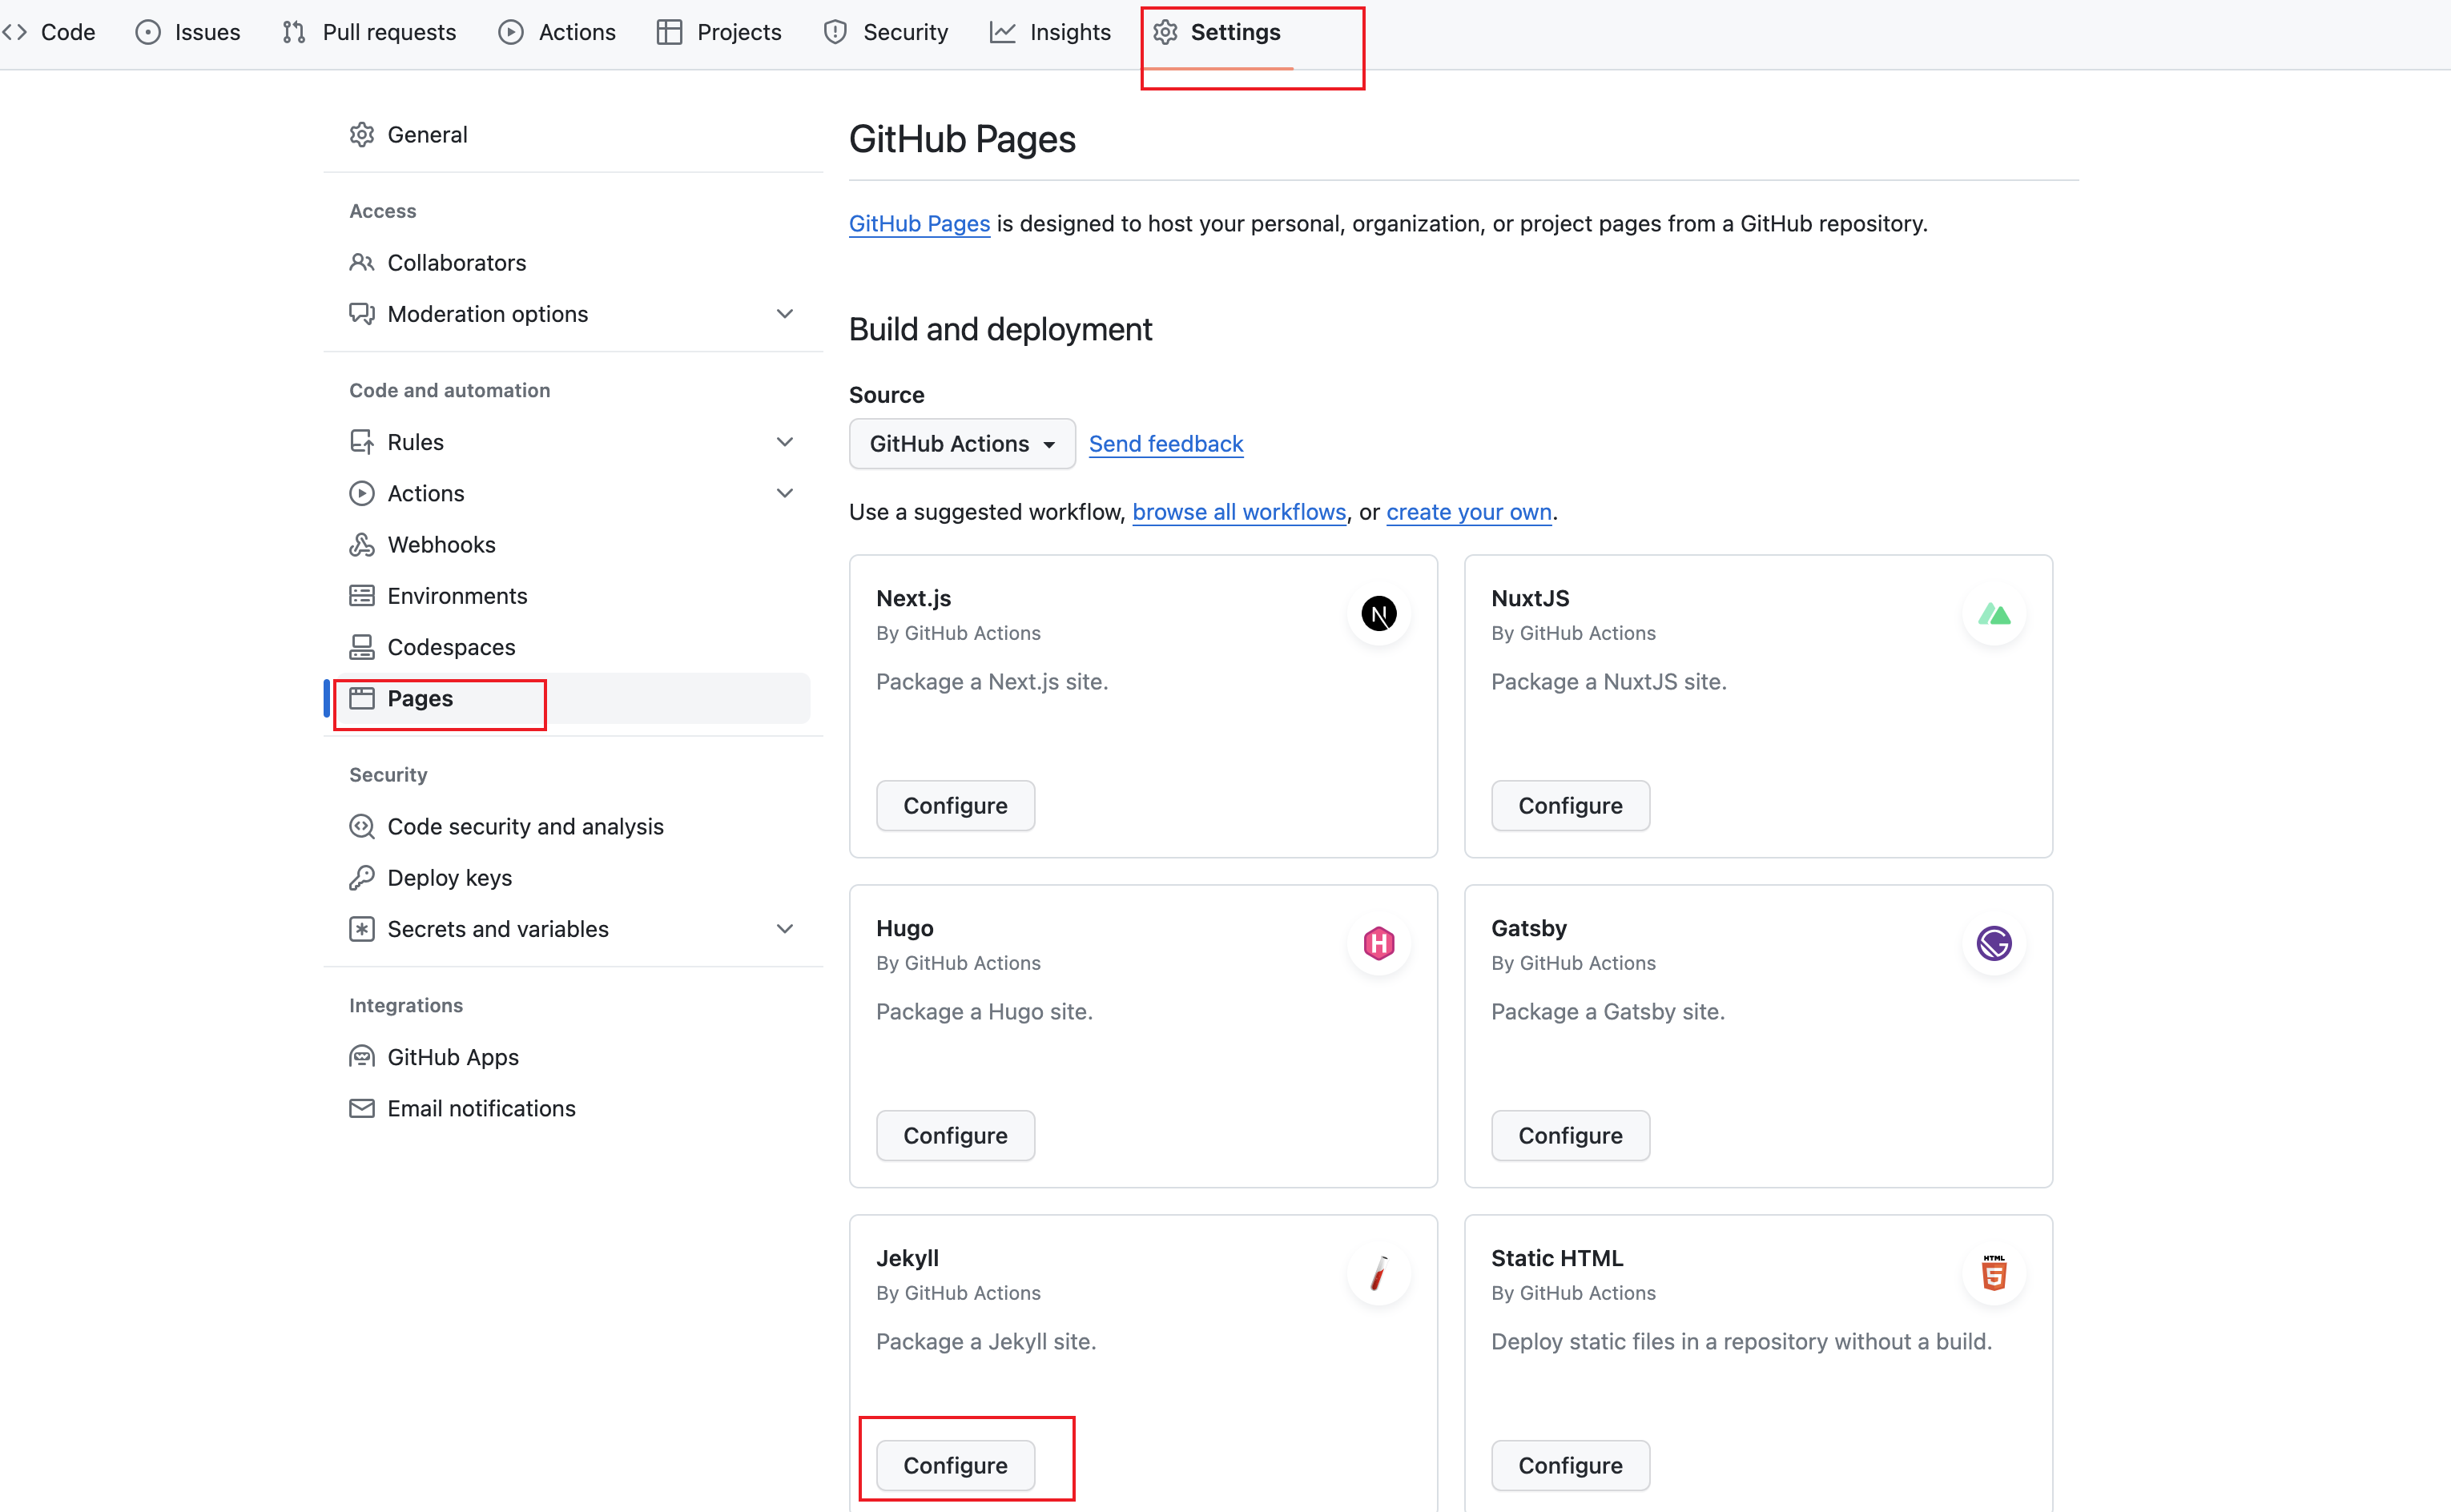 Code Issues Pull requests Actions Projects Security Insights Settings
General
Access
Collaborators
Moderation options
Code and automation
Rules
Actions
Webhooks
Environments
Codespaces
Pages
Security
Code security and analysis
Deploy keys
Secrets and variables
Integrations
GitHub Apps
Email notifications
GitHub Pages
GitHub Pages is designed to host your personal, organization, or project pages from a GitHub repository.
Build and deployment
Source
GitHub Actions Send feedback
Use a suggested workflow, browse all workflows, or create your own.
Next.js
By GitHub Actions
Package a Next.js site.
Configure
NuxtJS
By GitHub Actions
Package a NuxtJS site.
Configure
Hugo
By GitHub Actions
Package a Hugo site.
Configure
Gatsby
By GitHub Actions
Package a Gatsby site.
Configure
Jekyll
By GitHub Actions
Package a Jekyll site.
Configure
Static HTML
By GitHub Actions
Deploy static files in a repository without a build.
Configure
N
H
G
HTML
5